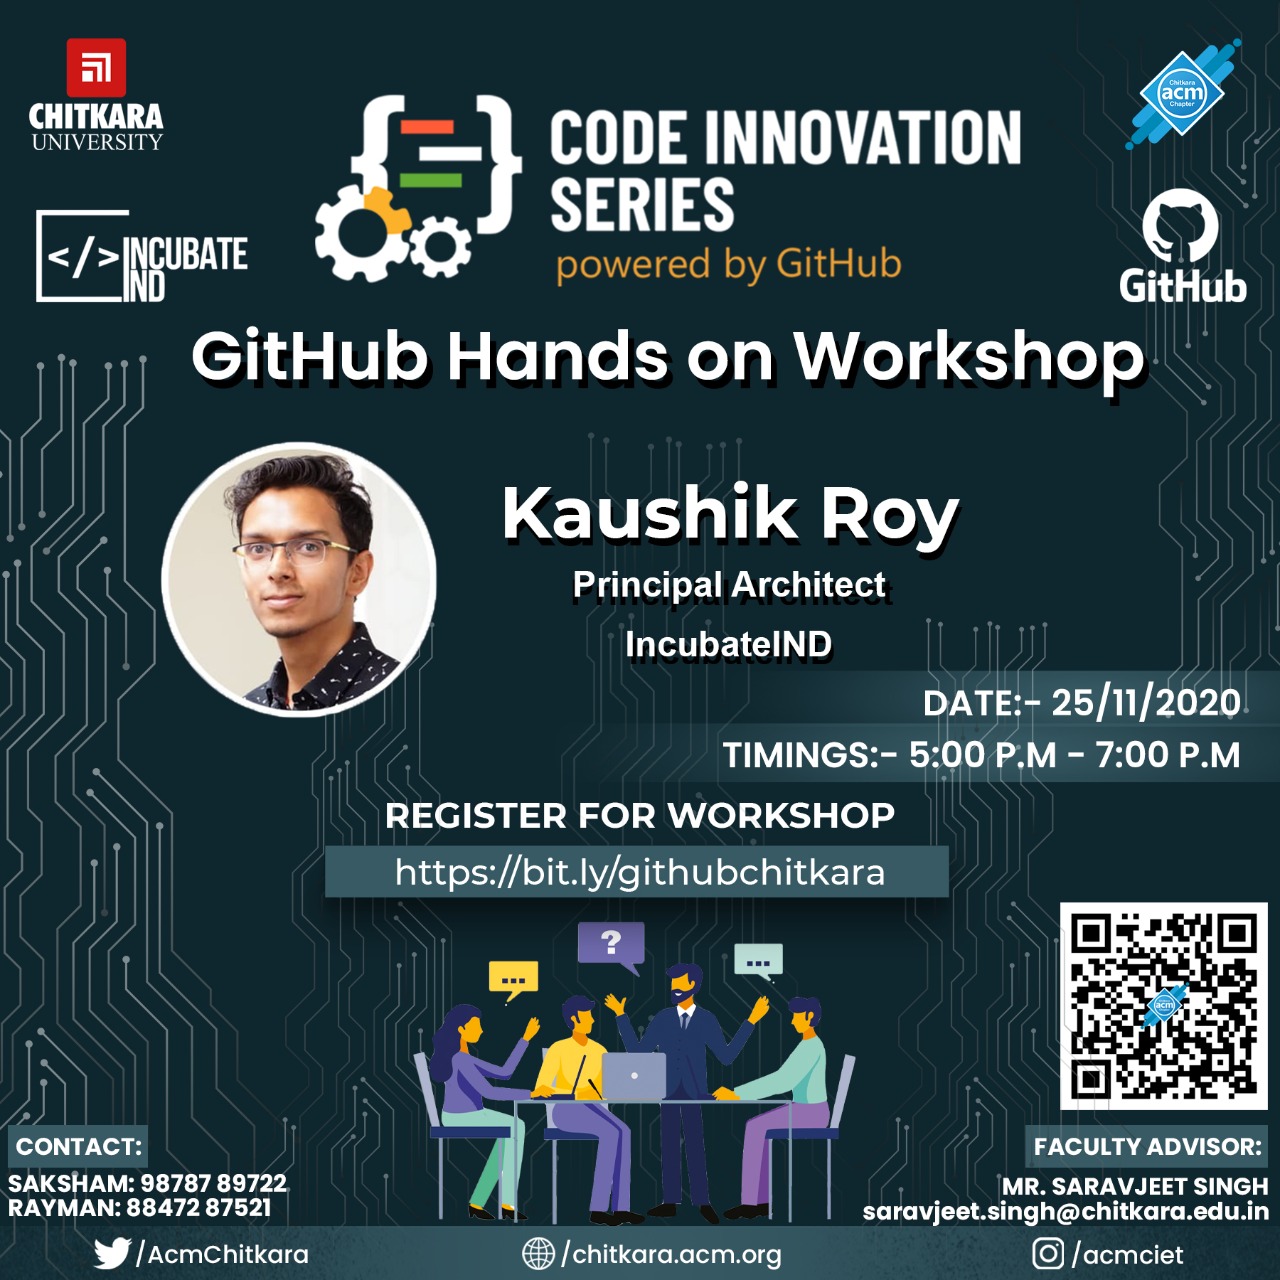 CHITKARA
UNIVERSITY
</> INCUBATE
IND
CODE INNOVATION
SERIES
powered by GitHub
Chitkara
acm
Chapter
GitHub
GitHub Hands on Workshop
Kaushik Roy
Principal Architect
IncubateIND
DATE:- 25/11/2020
TIMINGS:- 5:00 P.M - 7:00 P.M
REGISTER FOR WORKSHOP
https://bit.ly/githubchitkara
...
?
...
acm
CONTACT:
SAKSHAM: 98787 89722
RAYMAN: 88472 87521
FACULTY ADVISOR:
MR. SARAVJEET SINGH
saravjeet.singh@chitkara.edu.in
/AcmChitkara
/chitkara.acm.org
/acmciet